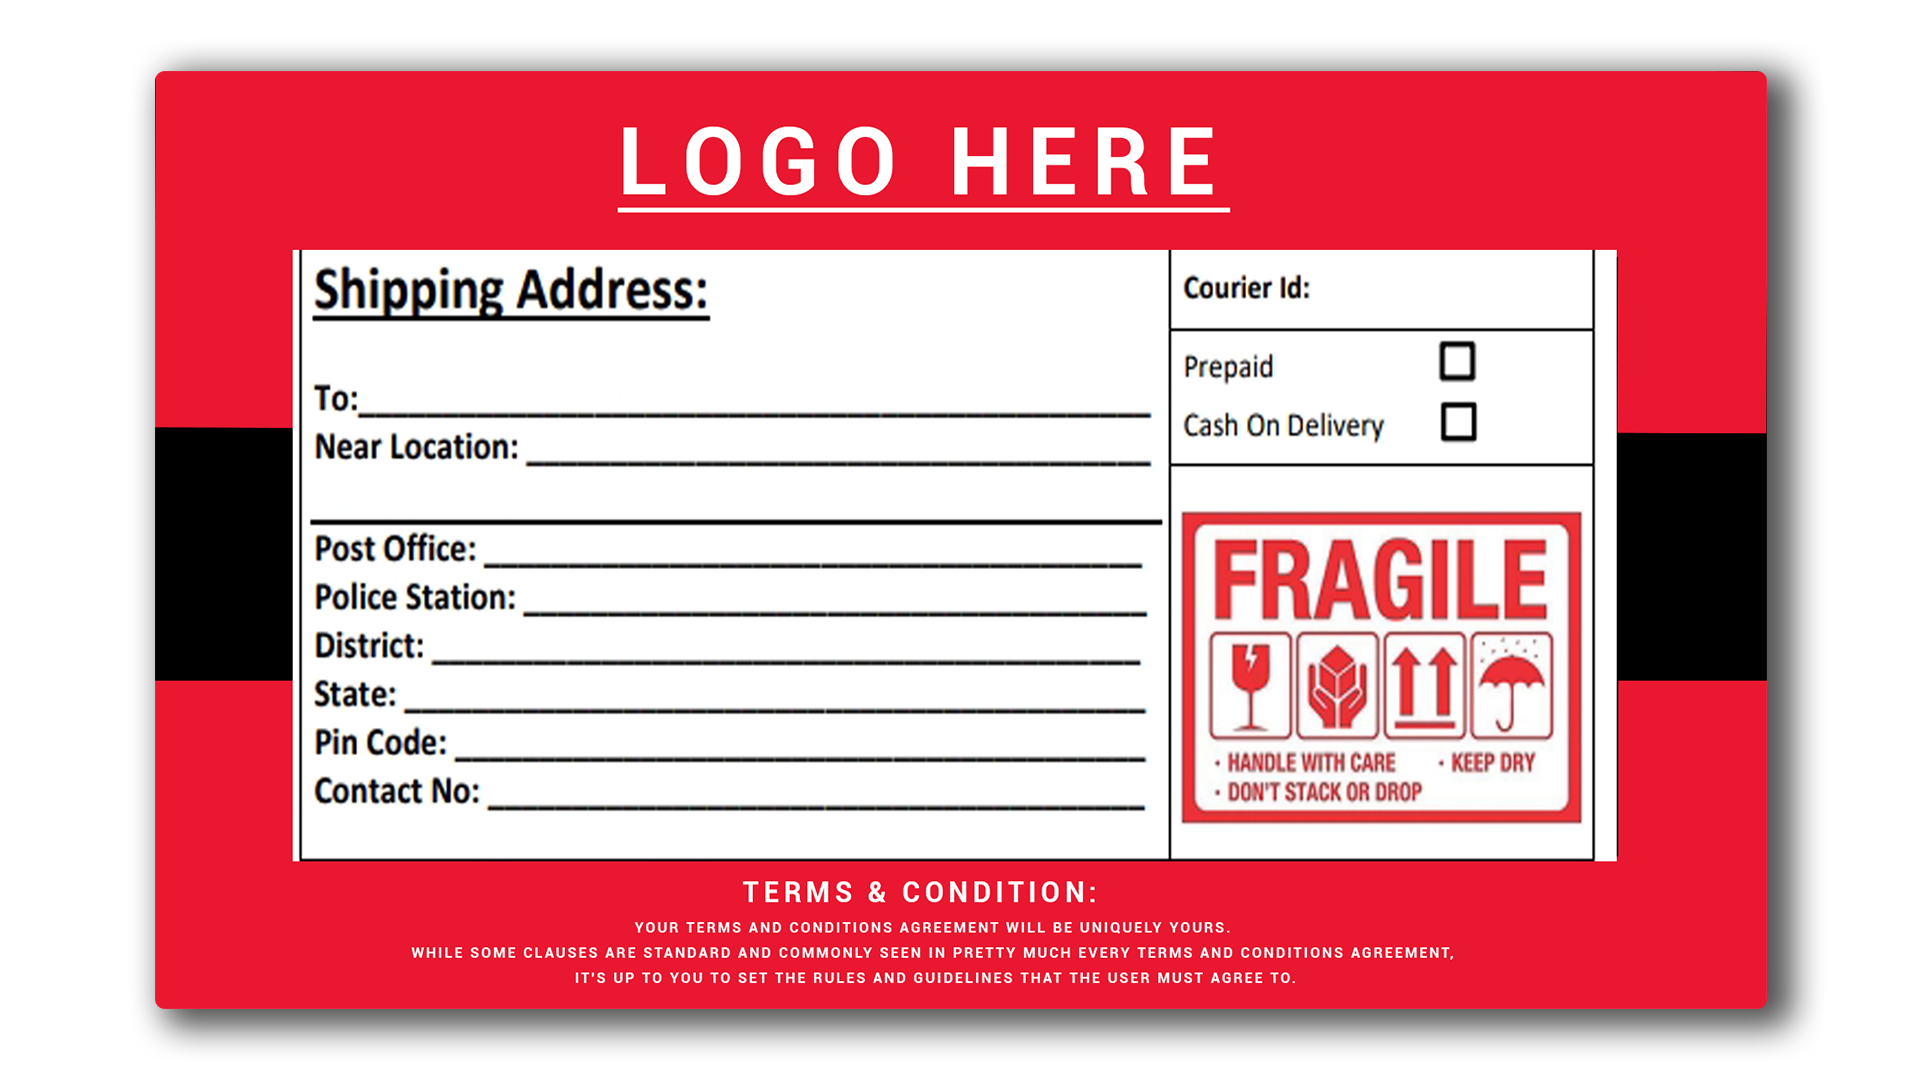 LOGO HERE
Shipping Address:
To:
Near Location:
Post Office:
Police Station:
District:
State:
Pin Code:
Contact No:
Courier Id:
Prepaid
Cash On Delivery
FRAGILE
· HANDLE WITH CARE · KEEP DRY
· DON'T STACK OR DROP
TERMS & CONDITION:
YOUR TERMS AND CONDITIONS AGREEMENT WILL BE UNIQUELY YOURS.
WHILE SOME CLAUSES ARE STANDARD AND COMMONLY SEEN IN PRETTY MUCH EVERY TERMS AND CONDITIONS AGREEMENT,
IT'S UP TO YOU TO SET THE RULES AND GUIDELINES THAT THE USER MUST AGREE TO.